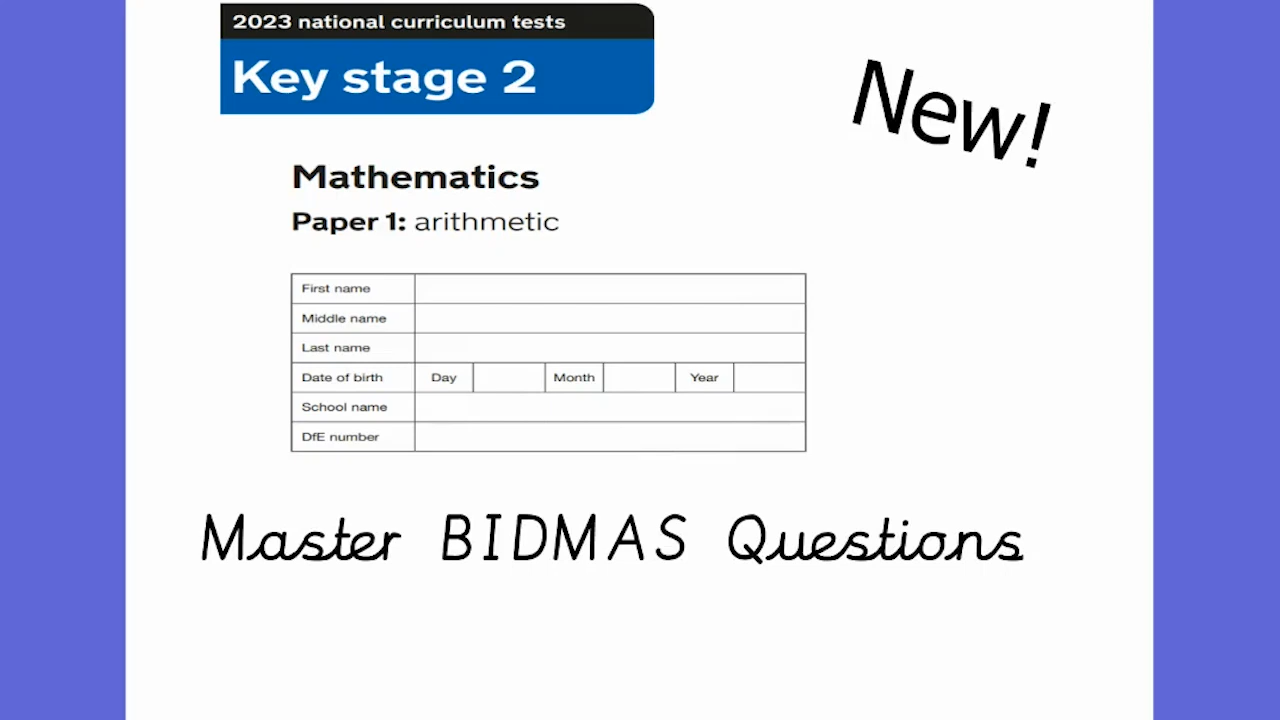 2023 national curriculum tests
Key stage 2
New!
Mathematics
Paper 1: arithmetic
First name
Middle name
Last name
Date of birth Day Month Year
School name
DfE number
Master BIDMAS Questions